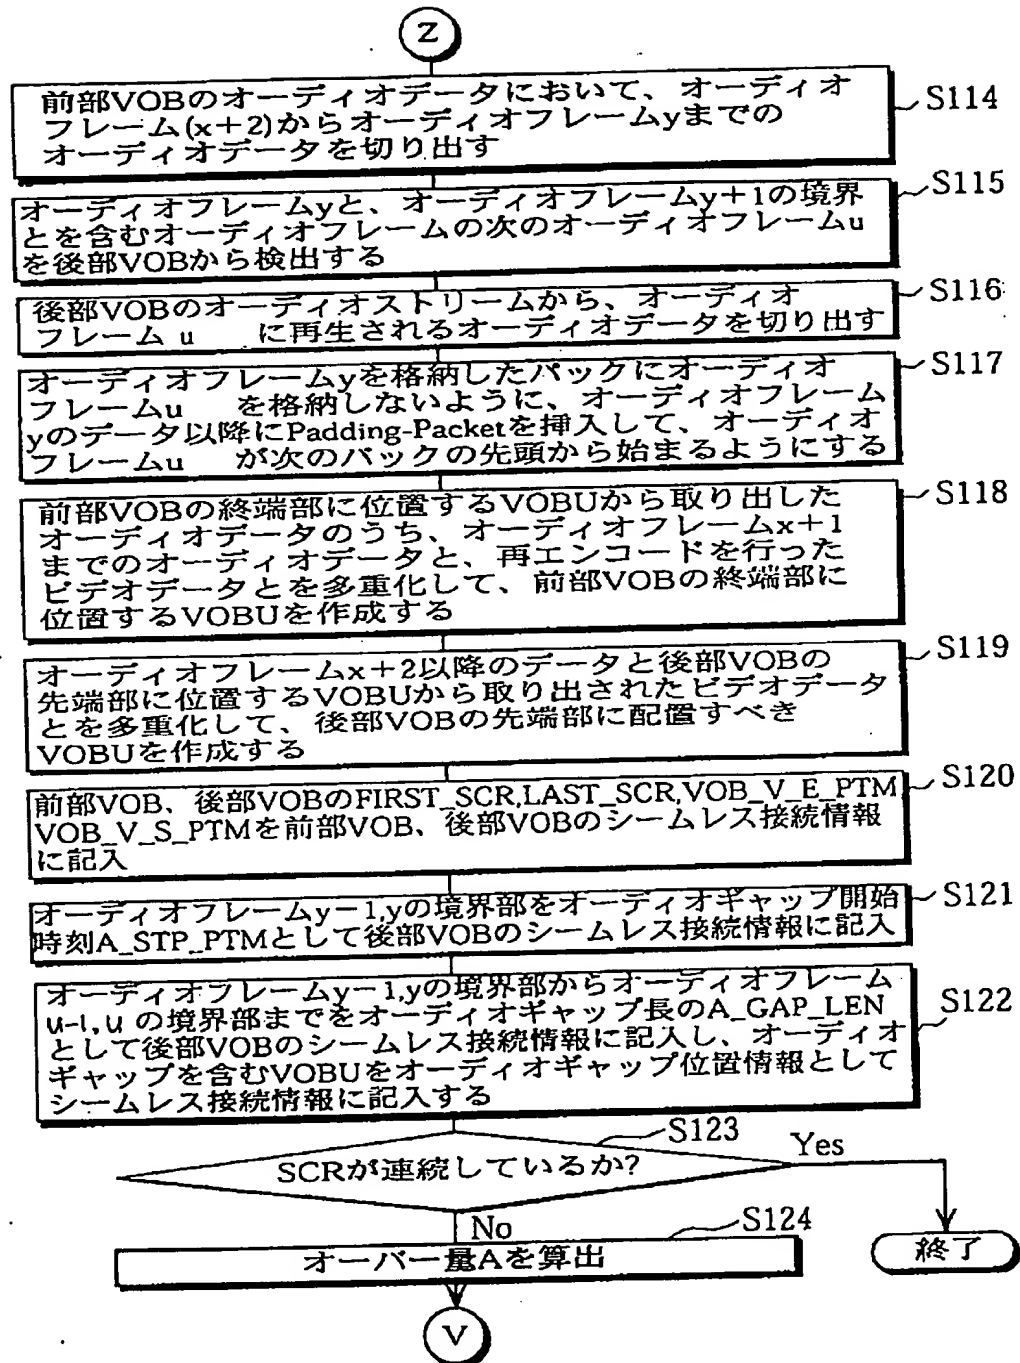 Z
前部VOBのオーディオデータにおいて、オーディオ
フレーム(x+2)からオーディオフレームyまでの
オーディオデータを切り出す
S114
オーディオフレームyと、オーディオフレームy+1の境界
とを含むオーディオフレームの次のオーディオフレームu
を後部VOBから検出する
S115
後部VOBのオーディオストリームから、オーディオ
フレーム u に再生されるオーディオデータを切り出す
S116
オーディオフレームyを格納したパックにオーディオ
フレームu を格納しないように、オーディオフレーム
yのデータ以降にPadding-Packetを挿入して、オーディオ
フレームu が次のパックの先頭から始まるようにする
S117
前部VOBの終端部に位置するVOBUから取り出した
オーディオデータのうち、オーディオフレームx+1
までのオーディオデータと、再エンコードを行った
ビデオデータとを多重化して、前部VOBの終端部に
位置するVOBUを作成する
S118
オーディオフレームx+2以降のデータと後部VOBの
先端部に位置するVOBUから取り出されたビデオデータ
とを多重化して、後部VOBの先端部に配置すべき
VOBUを作成する
S119
前部VOB、後部VOBのFIRST_SCR,LAST_SCR,VOB_V_E_PTM
VOB_V_S_PTMを前部VOB、後部VOBのシームレス接続情報
に記入
S120
オーディオフレームy-1,yの境界部をオーディオギャップ開始
時刻A_STP_PTMとして後部VOBのシームレス接続情報に記入
S121
オーディオフレームy-1,yの境界部からオーディオフレーム
u-1,u の境界部までをオーディオギャップ長のA_GAP_LEN
として後部VOBのシームレス接続情報に記入し、オーディオ
ギャップを含むVOBUをオーディオギャップ位置情報として
シームレス接続情報に記入する
S122
SCRが連続しているか?
S123
Yes
No
終了
オーバー量Aを算出
S124
V